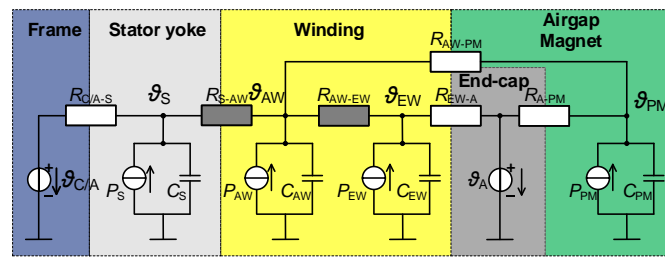 Frame
Stator yoke
Winding
Airgap
Magnet
R_AW-PM
End-cap
R_C/A-S
ϑ_S
R_S-AW
ϑ_AW
R_AW-EW
ϑ_EW
R_EW-A
R_A-PM
ϑ_PM
+
−
ϑ_C/A
P_S
C_S
P_AW
C_AW
P_EW
C_EW
ϑ_A
+
−
P_PM
C_PM